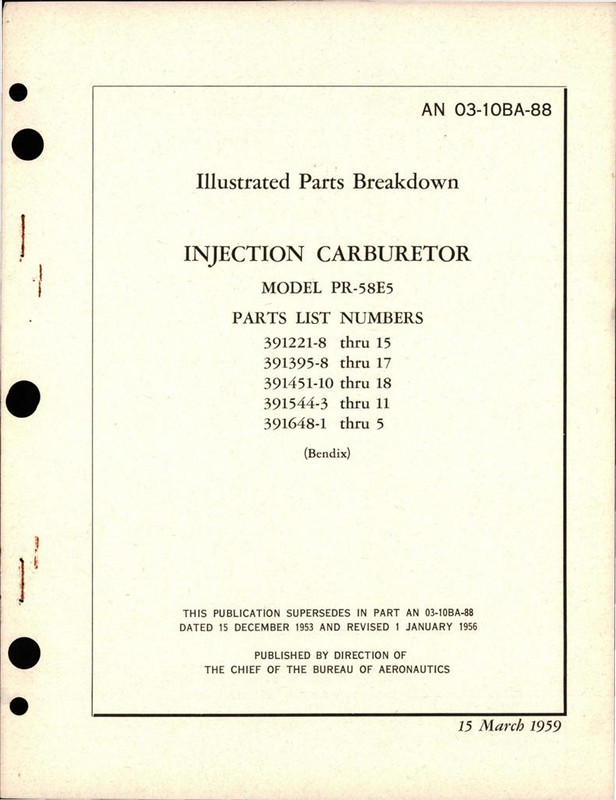 AN 03-10BA-88
Illustrated Parts Breakdown
INJECTION CARBURETOR
MODEL PR-58E5
PARTS LIST NUMBERS
391221-8 thru 15
391395-8 thru 17
391451-10 thru 18
391544-3 thru 11
391648-1 thru 5
(Bendix)
THIS PUBLICATION SUPERSEDES IN PART AN 03-10BA-88
DATED 15 DECEMBER 1953 AND REVISED 1 JANUARY 1956
PUBLISHED BY DIRECTION OF
THE CHIEF OF THE BUREAU OF AERONAUTICS
15 March 1959